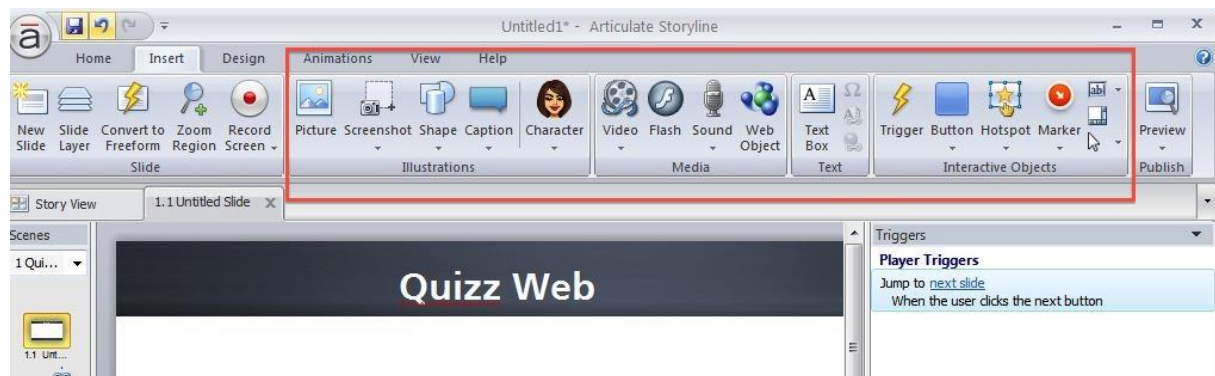 Untitled1* - Articulate Storyline
Home Insert Design Animations View Help
New Slide
Slide Layer
Convert to Freeform
Zoom Region
Record Screen
Picture Screenshot Shape Caption Character
Video Flash Sound Web Object
Text Box
Trigger Button Hotspot Marker
Preview
Slide Illustrations Media Text Interactive Objects Publish
Story View 1.1 Untitled Slide X
Scenes
1 Qui...
1.1 Unt...
Quizz Web
Triggers
Player Triggers
Jump to next slide
When the user clicks the next button